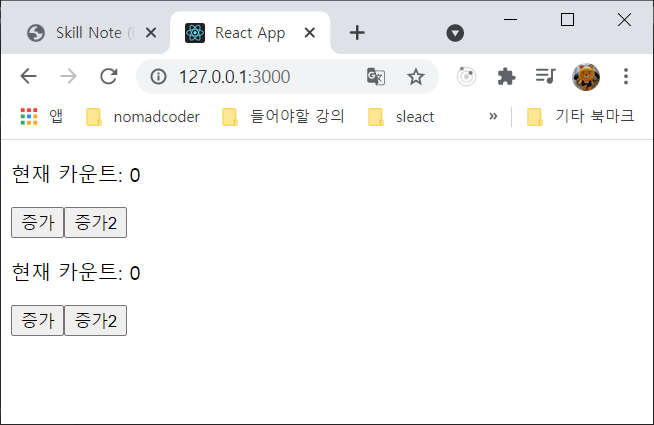 Skill Note (
React App
127.0.0.1:3000
앱 nomadcoder 들어야할 강의 sleact » 기타 북마크
현재 카운트: 0
증가 증가2
현재 카운트: 0
증가 증가2